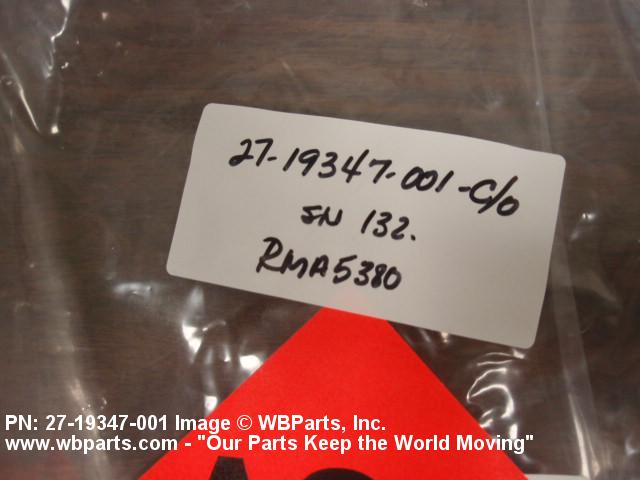 27-19347-001-C/O
SN 132.
RMA5380
PN: 27-19347-001 Image © WBParts, Inc.
www.wbparts.com - "Our Parts Keep the World Moving"